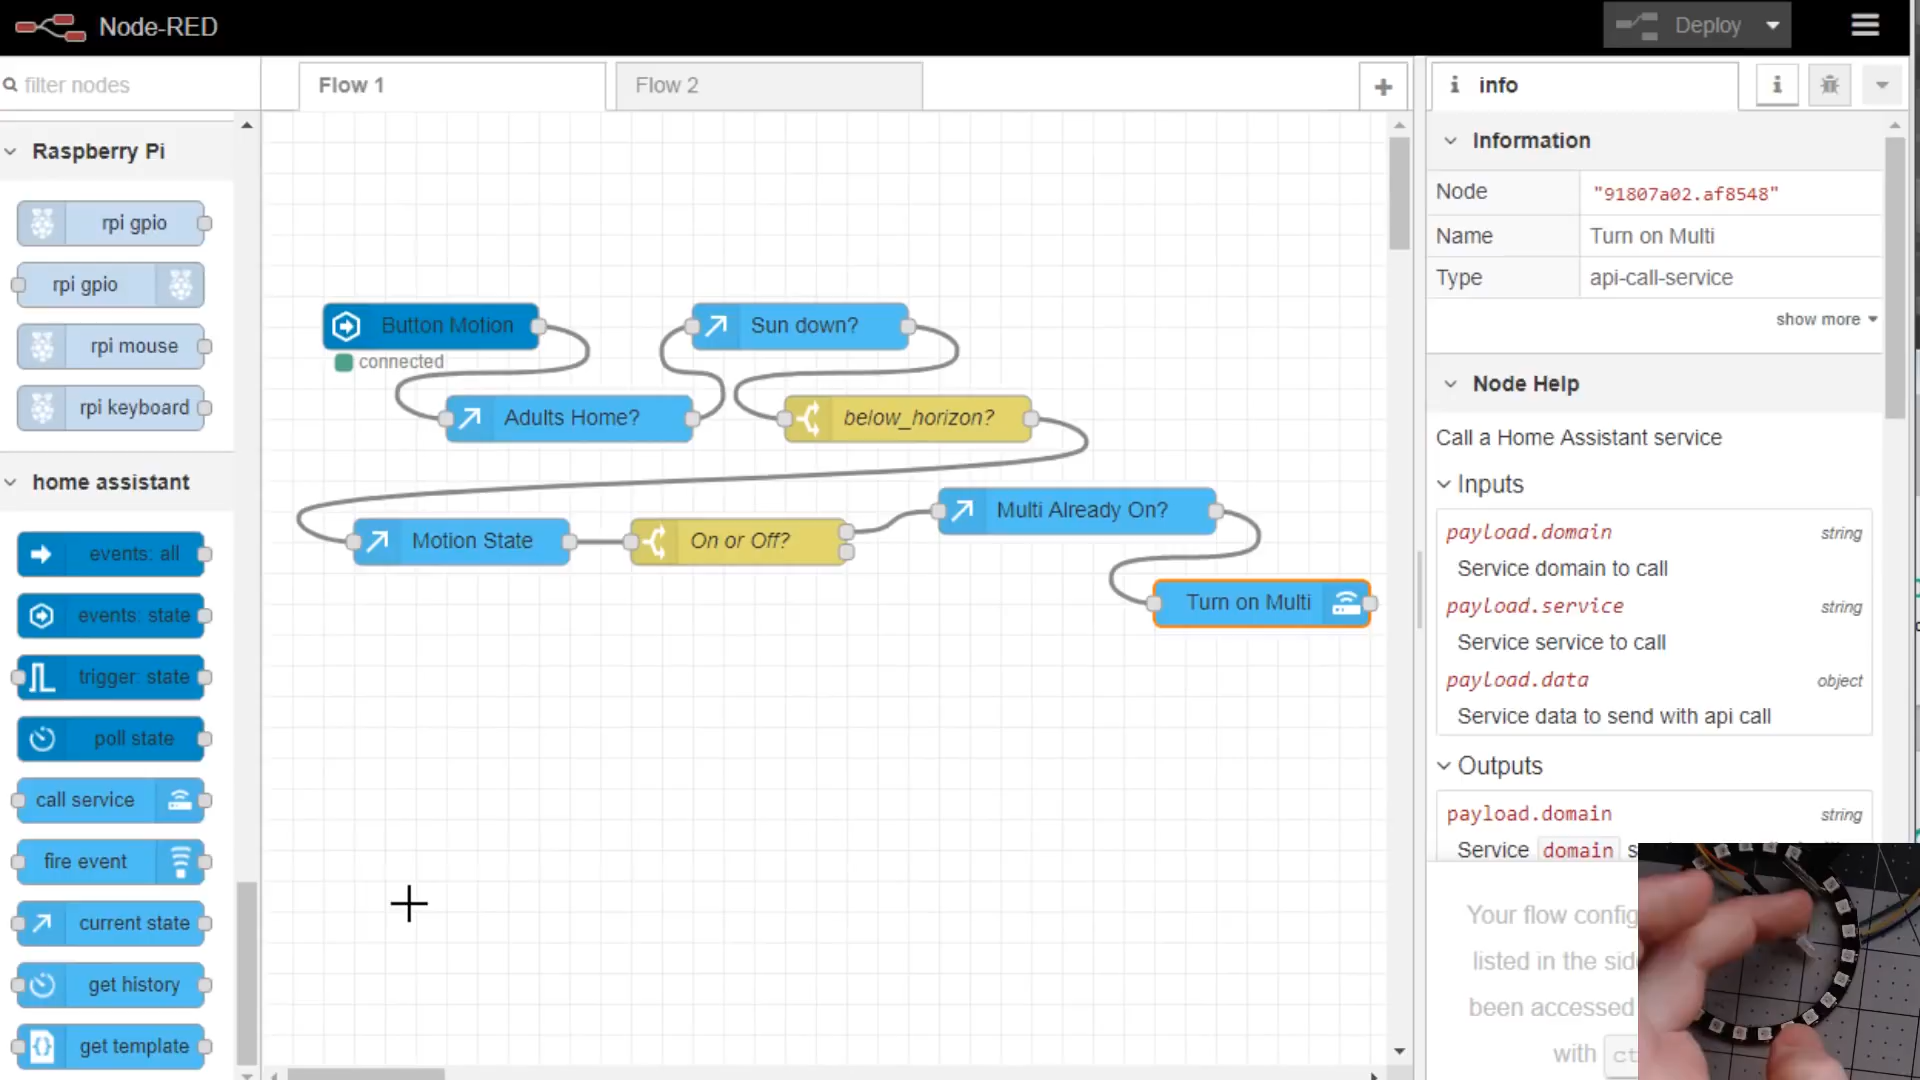 Node-RED
Deploy
filter nodes
Flow 1
Flow 2
info
Raspberry Pi
rpi gpio
rpi gpio
rpi mouse
rpi keyboard
home assistant
events: all
events: state
trigger: state
poll state
call service
fire event
current state
get history
get template
Button Motion
connected
Sun down?
Adults Home?
below_horizon?
Motion State
On or Off?
Multi Already On?
Turn on Multi
Information
Node "91807a02.af8548"
Name Turn on Multi
Type api-call-service
show more
Node Help
Call a Home Assistant service
Inputs
payload.domain string
Service domain to call
payload.service string
Service service to call
payload.data object
Service data to send with api call
Outputs
payload.domain string
Service domain
Your flow config
listed in the
been accessed
with